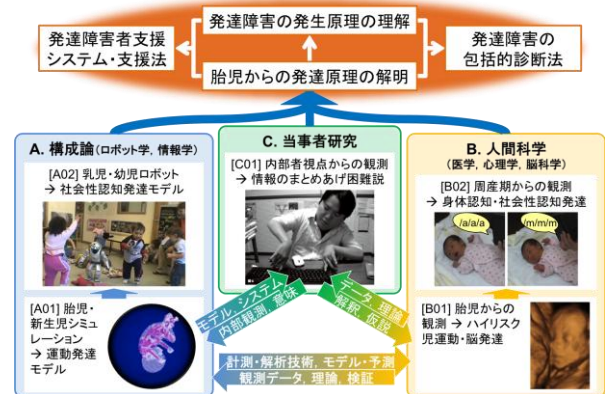 発達障害の発生原理の理解
発達障害者支援
システム・支援法
発達障害の
包括的診断法
胎児からの発達原理の解明
A. 構成論(ロボット学, 情報学)
[A02] 乳児・幼児ロボット
→ 社会性認知発達モデル
[A01] 胎児・
新生児シミュ
レーション
→ 運動発達
モデル
C. 当事者研究
[C01] 内部者視点からの観測
→ 情報のまとめあげ困難説
B. 人間科学
(医学, 心理学, 脳科学)
[B02] 周産期からの観測
→ 身体認知・社会性認知発達
/a/a/a
/m/m/m
[B01] 胎児からの
観測 → ハイリスク
児運動・脳発達
モデル, システム
内部観測, 意味
データ, 理論
解釈, 仮説
計測・解析技術, モデル・予測
観測データ, 理論, 検証